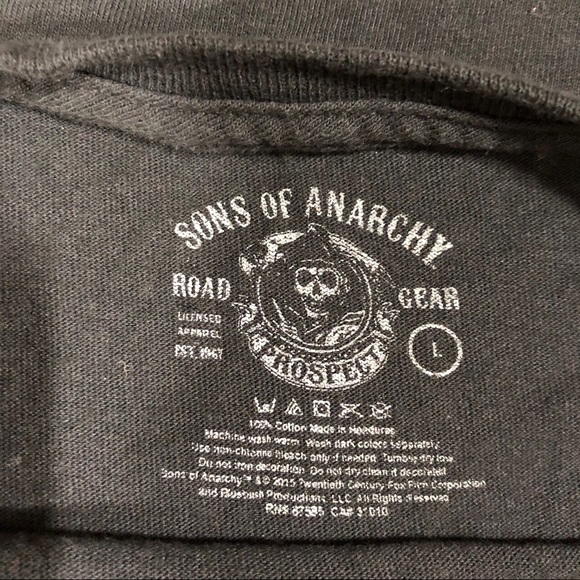 SONS OF ANARCHY
ROAD GEAR
LICENSED
APPAREL
EST. 1967
PROSPECT
L
100% Cotton Made in Honduras
Machine wash warm. Wash dark colors separately.
Use non-chlorine bleach only if needed. Tumble dry low.
Do not iron decoration. Do not dry clean if decorated
Sons of Anarchy™ & © 2015 Twentieth Century Fox Film Corporation
and Bluebush Productions, LLC. All Rights Reserved
RN# 87585 CA#